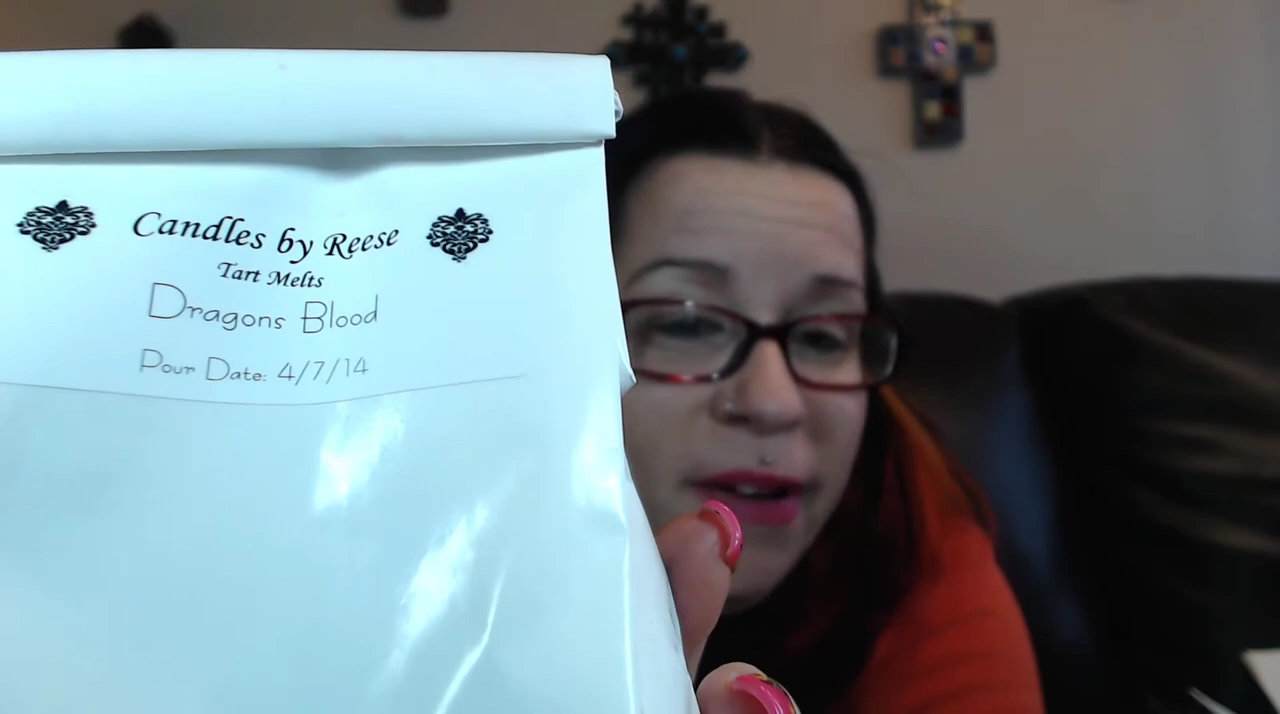 Candles by Reese
Tart Melts
Dragons Blood
Pour Date: 4/7/14